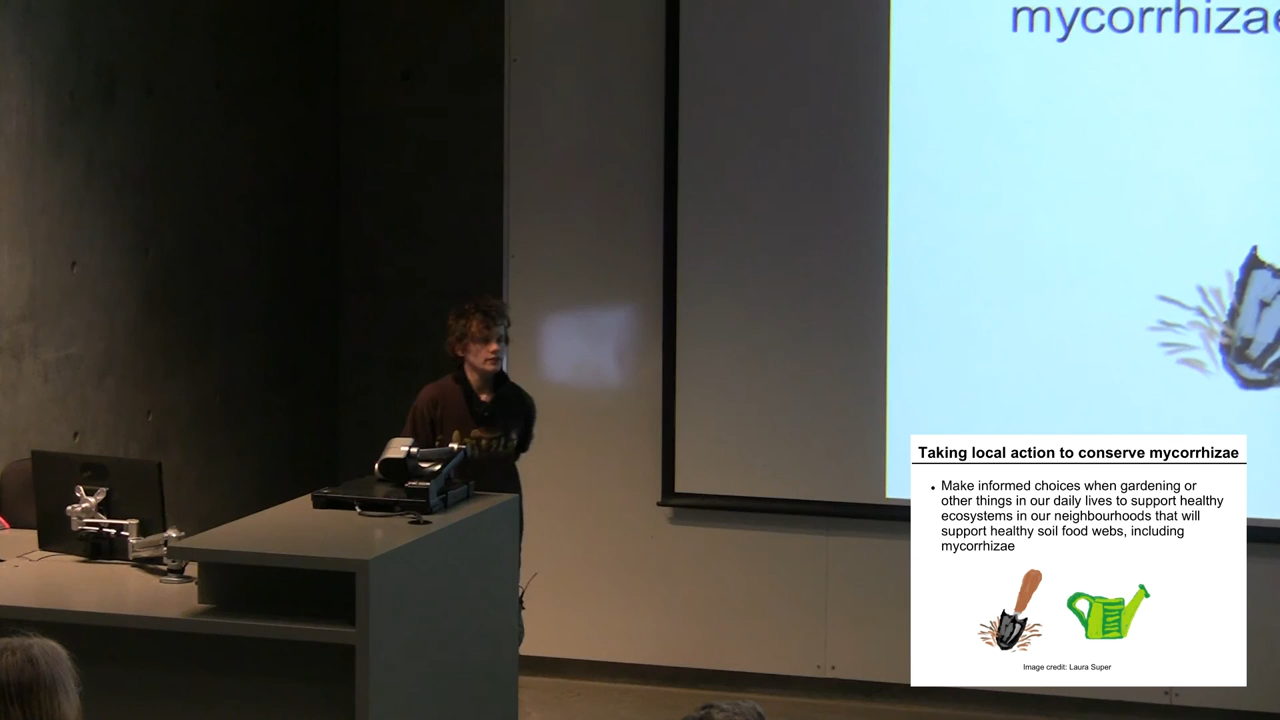 mycorrhizae
Taking local action to conserve mycorrhizae
• Make informed choices when gardening or
other things in our daily lives to support healthy
ecosystems in our neighbourhoods that will
support healthy soil food webs, including
mycorrhizae
Image credit: Laura Super